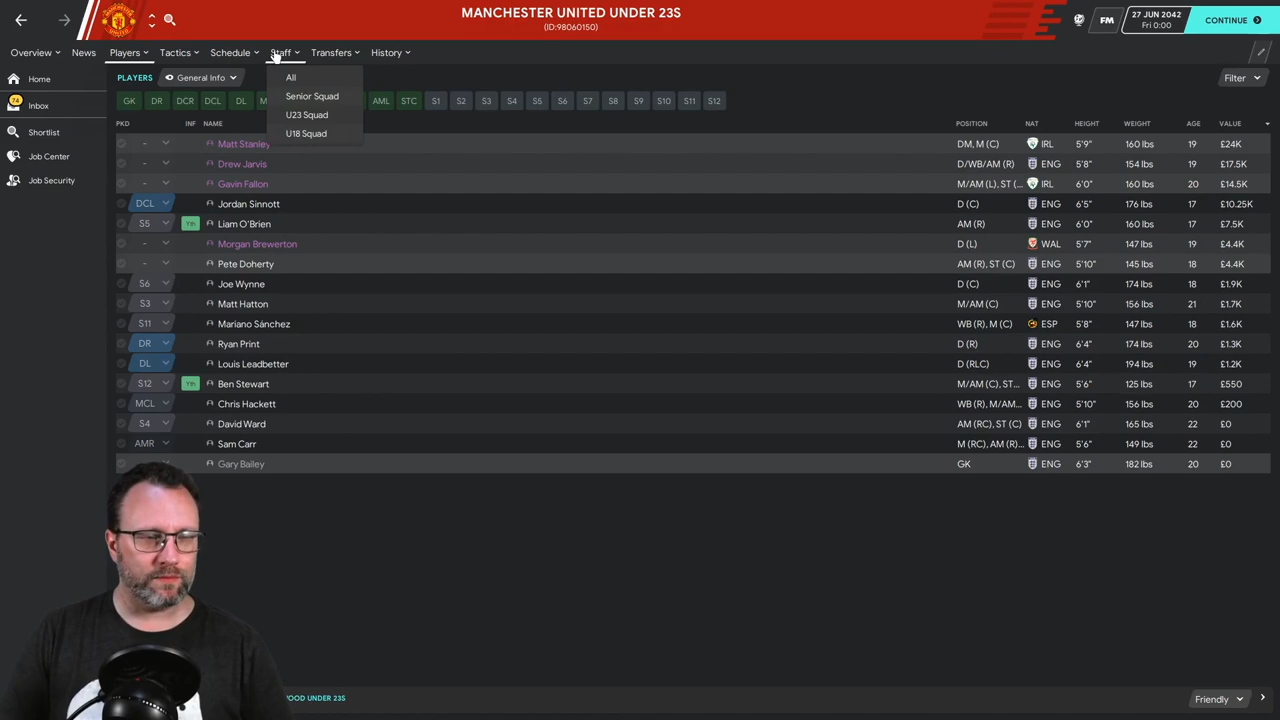 MANCHESTER UNITED UNDER 23S
(ID:98060150)
FM
27 JUN 2042
Fri 0:00
CONTINUE
Overview
News
Players
Tactics
Schedule
Staff
Transfers
History
Home
74
Inbox
Shortlist
Job Center
Job Security
PLAYERS
General Info
Filter
All
Senior Squad
U23 Squad
U18 Squad
GK DR DCR DCL DL AML STC S1 S2 S3 S4 S5 S6 S7 S8 S9 S10 S11 S12
PKD INF NAME POSITION NAT HEIGHT WEIGHT AGE VALUE
- Matt Stanley DM, M (C) IRL 5'9" 160 lbs 19 £24K
- Drew Jarvis D/WB/AM (R) ENG 5'8" 154 lbs 19 £17.5K
- Gavin Fallon M/AM (L), ST (... IRL 6'0" 160 lbs 20 £14.5K
DCL Jordan Sinnott D (C) ENG 6'5" 176 lbs 17 £10.25K
S5 Yth Liam O'Brien AM (R) ENG 6'0" 160 lbs 17 £7.5K
- Morgan Brewerton D (L) WAL 5'7" 147 lbs 19 £4.4K
- Pete Doherty AM (R), ST (C) ENG 5'10" 145 lbs 18 £4.4K
S6 Joe Wynne D (C) ENG 6'1" 174 lbs 18 £1.9K
S3 Matt Hatton M/AM (C) ENG 5'10" 156 lbs 21 £1.7K
S11 Mariano Sánchez WB (R), M (C) ESP 5'8" 147 lbs 18 £1.6K
DR Ryan Print D (R) ENG 6'4" 174 lbs 20 £1.3K
DL Louis Leadbetter D (RLC) ENG 6'4" 194 lbs 19 £1.2K
S12 Yth Ben Stewart M/AM (C), ST... ENG 5'6" 125 lbs 17 £550
MCL Chris Hackett WB (R), M/AM... ENG 5'10" 156 lbs 20 £200
S4 David Ward AM (RC), ST (C) ENG 6'1" 165 lbs 22 £0
AMR Sam Carr M (RC), AM (R)... ENG 5'6" 149 lbs 22 £0
Gary Bailey GK ENG 6'3" 182 lbs 20 £0
OOD UNDER 23S
Friendly